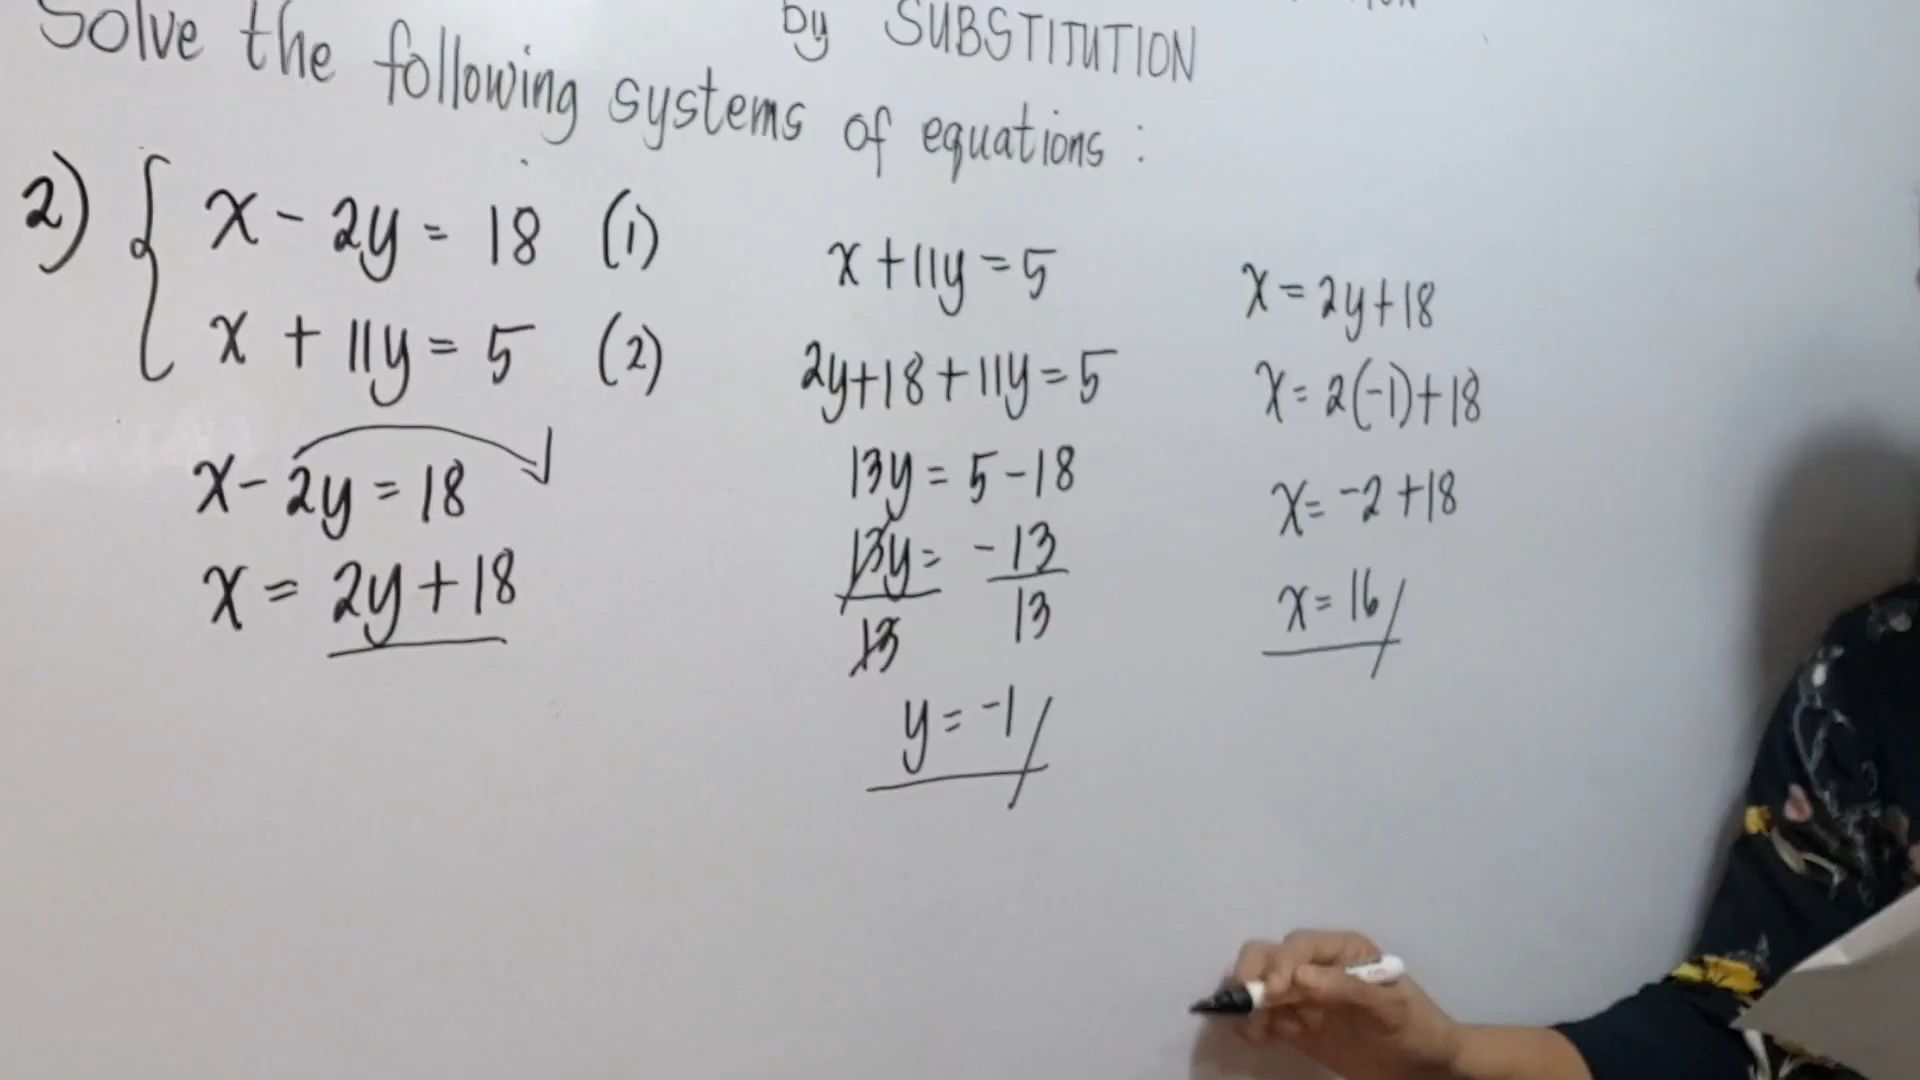 by SUBSTITUTION
Solve the following systems of equations :
2) { x - 2y = 18 (1)
x + 11y = 5 (2)
x - 2y = 18
x = 2y + 18
x + 11y = 5
2y + 18 + 11y = 5
13y = 5 - 18
13y = - 13
13 13
y = -1
x = 2y + 18
x = 2(-1) + 18
x = -2 + 18
x = 16